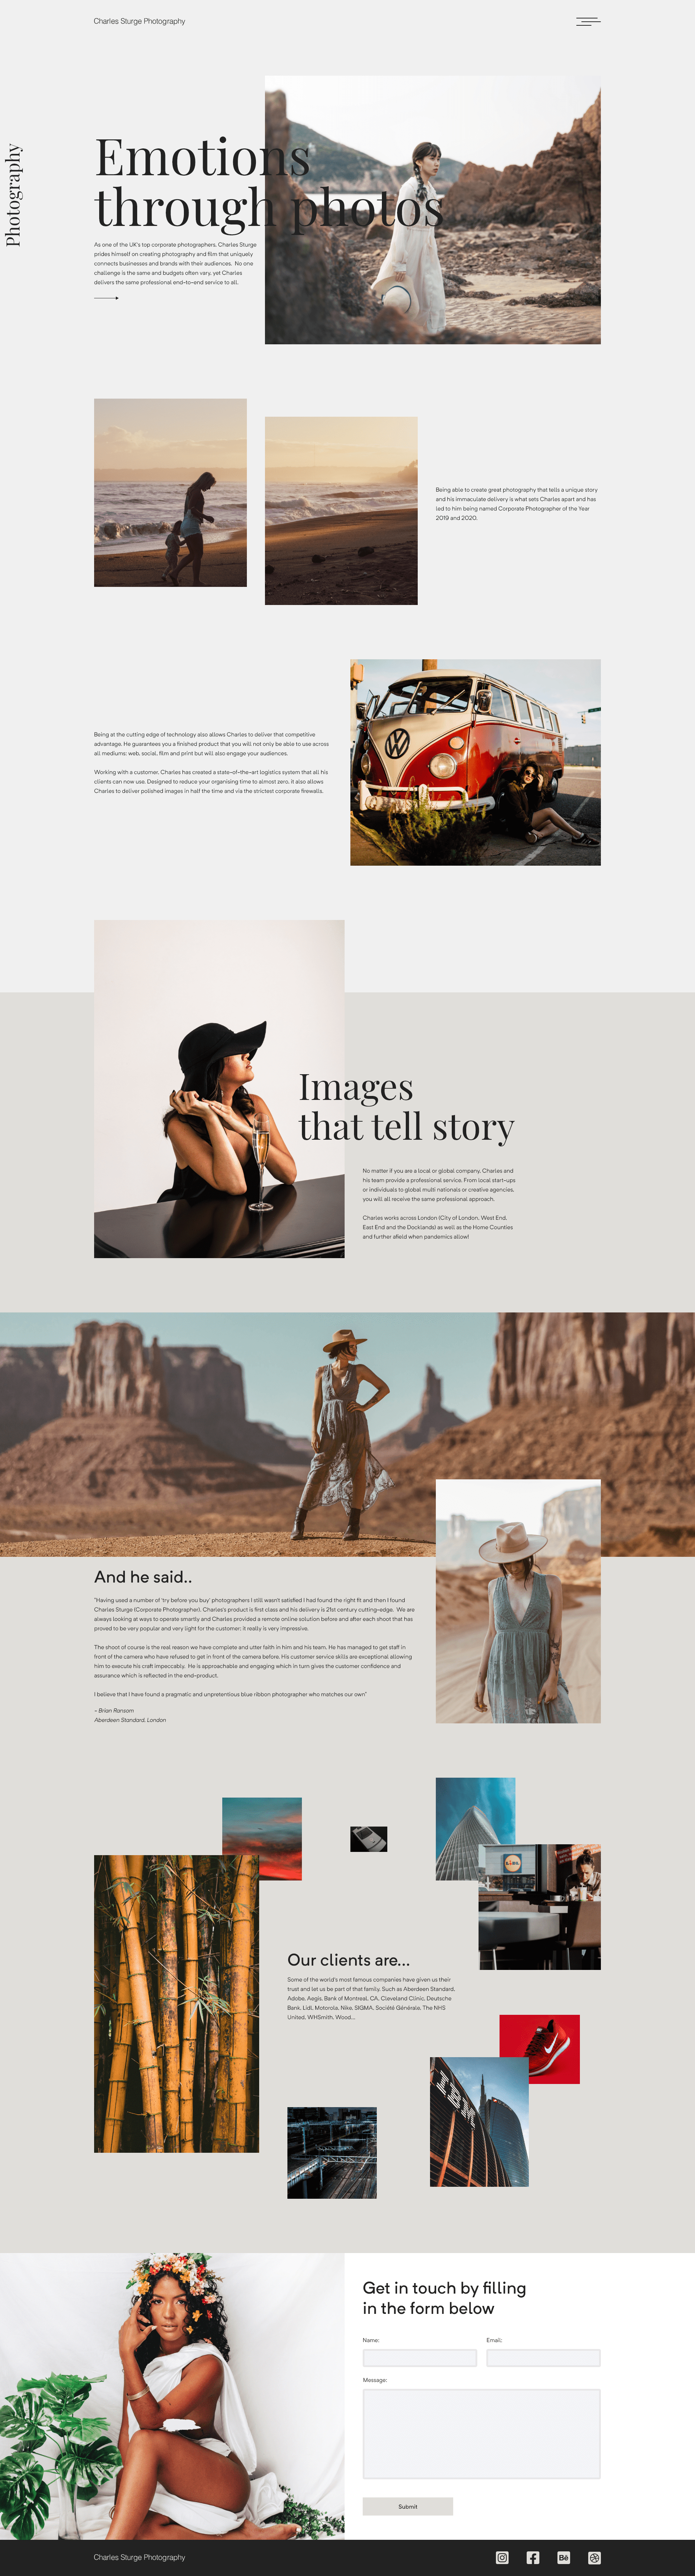 Charles Sturge Photography
Photography
Emotions
through photos
As one of the UK's top corporate photographers, Charles Sturge
prides himself on creating photography and film that uniquely
connects businesses and brands with their audiences. No one
challenge is the same and budgets often vary, yet Charles
delivers the same professional end-to-end service to all.
Being able to create great photography that tells a unique story
and his immaculate delivery is what sets Charles apart and has
led to him being named Corporate Photographer of the Year
2019 and 2020.
Being at the cutting edge of technology also allows Charles to deliver that competitive
advantage. He guarantees you a finished product that you will not only be able to use across
all mediums: web, social, film and print but will also engage your audiences.
Working with a customer, Charles has created a state-of-the-art logistics system that all his
clients can now use. Designed to reduce your organising time to almost zero, it also allows
Charles to deliver polished images in half the time and via the strictest corporate firewalls.
Images
that tell story
No matter if you are a local or global company, Charles and
his team provide a professional service. From local start-ups
or individuals to global multi nationals or creative agencies,
you will all receive the same professional approach.
Charles works across London (City of London, West End,
East End and the Docklands) as well as the Home Counties
and further afield when pandemics allow!
And he said..
"Having used a number of 'try before you buy' photographers I still wasn't satisfied I had found the right fit and then I found
Charles Sturge (Corporate Photographer). Charles's product is first class and his delivery is 21st century cutting-edge. We are
always looking at ways to operate smartly and Charles provided a remote online solution before and after each shoot that has
proved to be very popular and very light for the customer; it really is very impressive.
The shoot of course is the real reason we have complete and utter faith in him and his team. He has managed to get staff in
front of the camera who have refused to get in front of the camera before. His customer service skills are exceptional allowing
him to execute his craft impeccably. He is approachable and engaging which in turn gives the customer confidence and
assurance which is reflected in the end-product.
I believe that I have found a pragmatic and unpretentious blue ribbon photographer who matches our own"
- Brian Ransom
Aberdeen Standard, London
Our clients are...
Some of the world's most famous companies have given us their
trust and let us be part of that family. Such as Aberdeen Standard,
Adobe, Aegis, Bank of Montreal, CA, Cleveland Clinic, Deutsche
Bank, Lidl, Motorola, Nike, SIGMA, Société Générale, The NHS
United, WHSmith, Wood...
IBM
Get in touch by filling
in the form below
Name:
Email:
Message:
Submit
Charles Sturge Photography
Bē